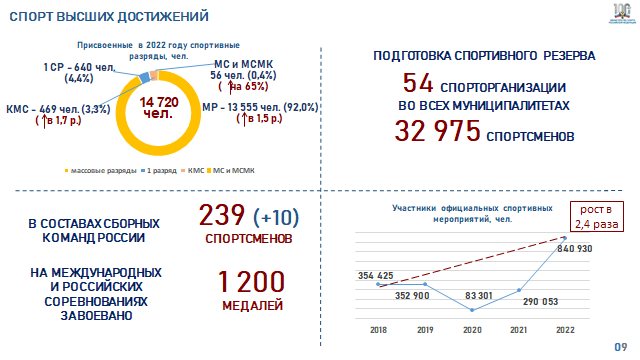 СПОРТ ВЫСШИХ ДОСТИЖЕНИЙ
Присвоенные в 2022 году спортивные
разряды, чел.
1 СР – 640 чел.
(4,4%)
МС и МСМК
56 чел. (0,4%)
(↑на 65%)
КМС – 469 чел. (3,3%)
(↑в 1,7 р.)
14 720
чел.
МР – 13 555 чел. (92,0%)
(↑в 1,5 р.)
массовые разряды 1 разряд КМС МС и МСМК
ПОДГОТОВКА СПОРТИВНОГО РЕЗЕРВА
54 СПОРТОРГАНИЗАЦИИ
ВО ВСЕХ МУНИЦИПАЛИТЕТАХ
32 975 СПОРТСМЕНОВ
В СОСТАВАХ СБОРНЫХ
КОМАНД РОССИИ
239 (+10)
СПОРТСМЕНОВ
НА МЕЖДУНАРОДНЫХ
И РОССИЙСКИХ
СОРЕВНОВАНИЯХ
ЗАВОЕВАНО
1 200
МЕДАЛЕЙ
Участники официальных спортивных
мероприятий, чел.
рост в
2,4 раза
354 425
352 900
83 301
290 053
840 930
2018 2019 2020 2021 2022
09